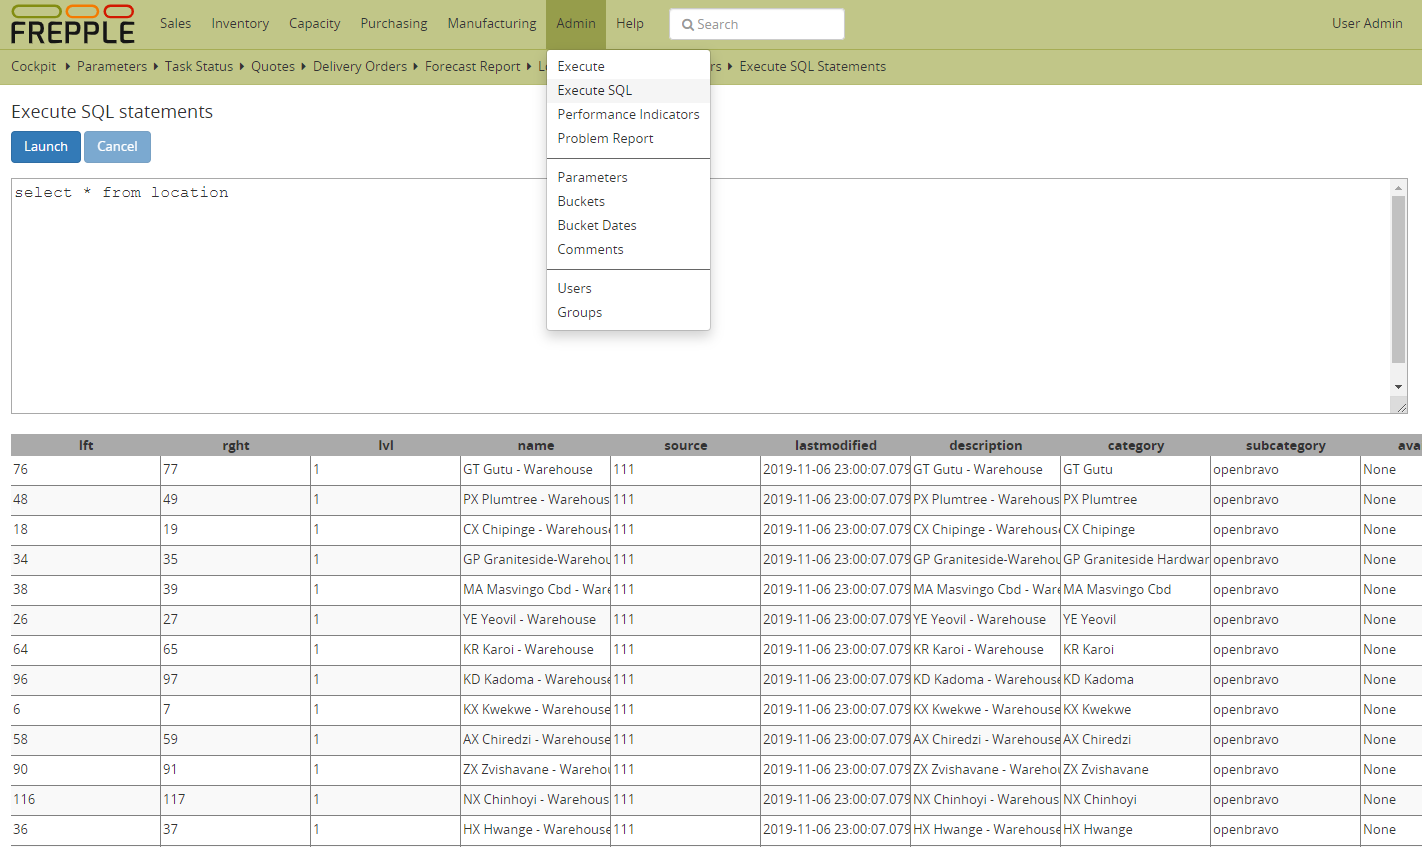 FREPPLE Sales Inventory Capacity Purchasing Manufacturing Admin Help Search User Admin
Cockpit Parameters Task Status Quotes Delivery Orders Forecast Report Execute SQL Statements
Execute
Execute SQL
Performance Indicators
Problem Report
Parameters
Buckets
Bucket Dates
Comments
Users
Groups
Execute SQL statements
Launch Cancel
select * from location
lft rght lvl name source lastmodified description category subcategory ava
76 77 1 GT Gutu - Warehouse 111 2019-11-06 23:00:07.079 GT Gutu - Warehouse GT Gutu openbravo None
48 49 1 PX Plumtree - Warehous 111 2019-11-06 23:00:07.079 PX Plumtree - Warehous PX Plumtree openbravo None
18 19 1 CX Chipinge - Warehouse 111 2019-11-06 23:00:07.079 CX Chipinge - Warehouse CX Chipinge openbravo None
34 35 1 GP Graniteside-Warehou 111 2019-11-06 23:00:07.079 GP Graniteside-Warehou GP Graniteside Hardwar openbravo None
38 39 1 MA Masvingo Cbd - Ware 111 2019-11-06 23:00:07.079 MA Masvingo Cbd - Ware MA Masvingo Cbd openbravo None
26 27 1 YE Yeovil - Warehouse 111 2019-11-06 23:00:07.079 YE Yeovil - Warehouse YE Yeovil openbravo None
64 65 1 KR Karoi - Warehouse 111 2019-11-06 23:00:07.079 KR Karoi - Warehouse KR Karoi openbravo None
96 97 1 KD Kadoma - Warehouse 111 2019-11-06 23:00:07.079 KD Kadoma - Warehouse KD Kadoma openbravo None
6 7 1 KX Kwekwe - Warehouse 111 2019-11-06 23:00:07.079 KX Kwekwe - Warehouse KX Kwekwe openbravo None
58 59 1 AX Chiredzi - Warehouse 111 2019-11-06 23:00:07.079 AX Chiredzi - Warehouse AX Chiredzi openbravo None
90 91 1 ZX Zvishavane - Warehou 111 2019-11-06 23:00:07.079 ZX Zvishavane - Warehou ZX Zvishavane openbravo None
116 117 1 NX Chinhoyi - Warehous 111 2019-11-06 23:00:07.079 NX Chinhoyi - Warehous NX Chinhoyi openbravo None
36 37 1 HX Hwange - Warehouse 111 2019-11-06 23:00:07.079 HX Hwange - Warehouse HX Hwange openbravo None